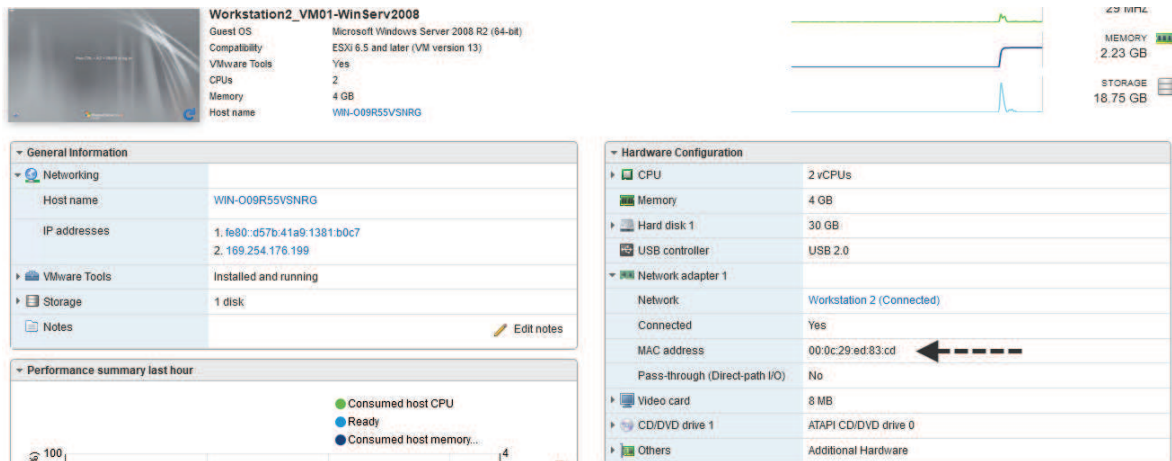 Workstation2_VM01-WinServ2008
Guest OS Microsoft Windows Server 2008 R2 (64-bit)
Compatibility ESXi 6.5 and later (VM version 13)
VMware Tools Yes
CPUs 2
Memory 4 GB
Host name WIN-O09R55VSNRG
29 MHz
MEMORY
2.23 GB
STORAGE
18.75 GB
General Information
Networking
Host name WIN-O09R55VSNRG
IP addresses 1. fe80::d57b:41a9:1381:b0c7
2. 169.254.176.199
VMware Tools Installed and running
Storage 1 disk
Notes Edit notes
Performance summary last hour
Consumed host CPU
Ready
Consumed host memory...
100
4
Hardware Configuration
CPU 2 vCPUs
Memory 4 GB
Hard disk 1 30 GB
USB controller USB 2.0
Network adapter 1
Network Workstation 2 (Connected)
Connected Yes
MAC address 00:0c:29:ed:83:cd
Pass-through (Direct-path I/O) No
Video card 8 MB
CD/DVD drive 1 ATAPI CD/DVD drive 0
Others Additional Hardware